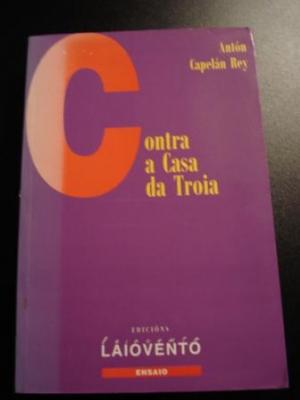 Antón
Capelán Rey
Contra
a Casa
da Troia
EDICIÓNS
LAIOVENTO
ENSAIO